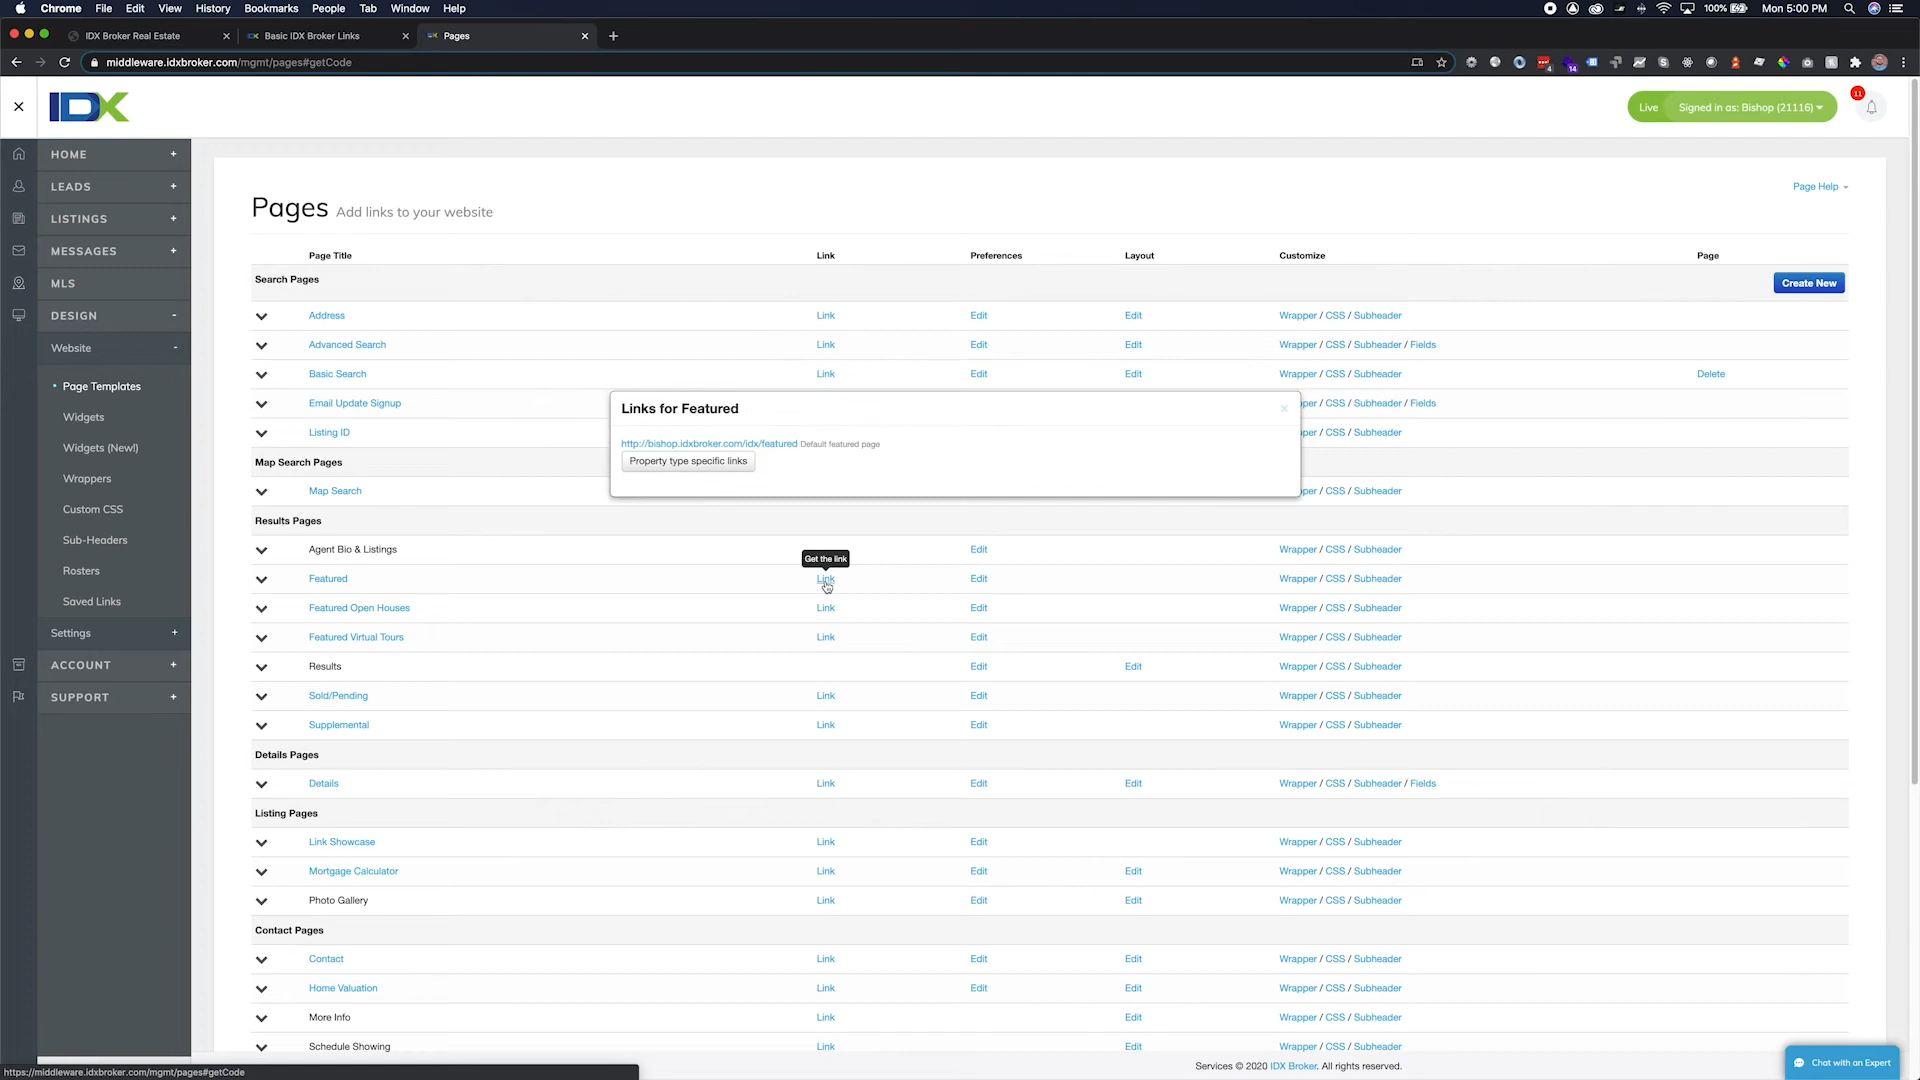 Chrome File Edit View History Bookmarks People Tab Window Help 100% Mon 5:00 PM
IDX Broker Real Estate Basic IDX Broker Links Pages
middleware.idxbroker.com/mgmt/pages#getCode 4 14
IDX Live Signed in as: Bishop (21116) 11
HOME +
LEADS +
LISTINGS +
MESSAGES +
MLS
DESIGN -
Website -
Page Templates
Widgets
Widgets (New!)
Wrappers
Custom CSS
Sub-Headers
Rosters
Saved Links
Settings +
ACCOUNT +
SUPPORT +
Page Help
Pages Add links to your website
Page Title Link Preferences Layout Customize Page
Search Pages Create New
Address Link Edit Edit Wrapper / CSS / Subheader
Advanced Search Link Edit Edit Wrapper / CSS / Subheader / Fields
Basic Search Link Edit Edit Wrapper / CSS / Subheader Delete
Email Update Signup per / CSS / Subheader / Fields
Listing ID per / CSS / Subheader
Map Search Pages
Map Search per / CSS / Subheader
Links for Featured ×
http://bishop.idxbroker.com/idx/featured Default featured page
Property type specific links
Results Pages
Agent Bio & Listings Edit Wrapper / CSS / Subheader
Get the link
Featured Link Edit Wrapper / CSS / Subheader
Featured Open Houses Link Edit Wrapper / CSS / Subheader
Featured Virtual Tours Link Edit Wrapper / CSS / Subheader
Results Edit Edit Wrapper / CSS / Subheader
Sold/Pending Link Edit Wrapper / CSS / Subheader
Supplemental Link Edit Wrapper / CSS / Subheader
Details Pages
Details Link Edit Edit Wrapper / CSS / Subheader / Fields
Listing Pages
Link Showcase Link Edit Wrapper / CSS / Subheader
Mortgage Calculator Link Edit Wrapper / CSS / Subheader
Photo Gallery Link Edit Wrapper / CSS / Subheader
Contact Pages
Contact Link Edit Edit Wrapper / CSS / Subheader
Home Valuation Link Edit Edit Wrapper / CSS / Subheader
More Info Link Edit Wrapper / CSS / Subheader
Schedule Showing Link Edit Wrapper / CSS / Subheader
Services © 2020 IDX Broker. All rights reserved.
Chat with an Expert
https://middleware.idxbroker.com/mgmt/pages#getCode